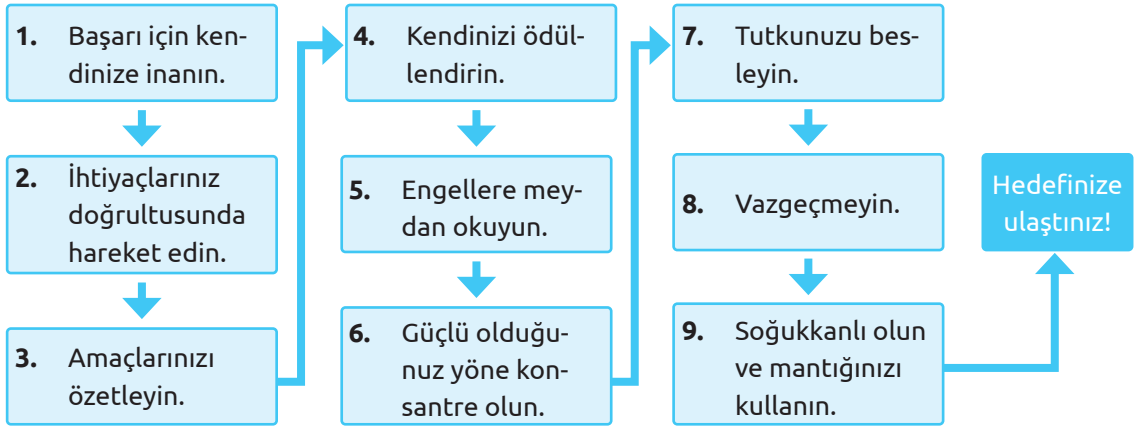 1. Başarı için ken-
dinize inanın.
2. İhtiyaçlarınız
doğrultusunda
hareket edin.
3. Amaçlarınızı
özetleyin.
4. Kendinizi ödül-
lendirin.
5. Engellere mey-
dan okuyun.
6. Güçlü olduğu-
nuz yöne kon-
santre olun.
7. Tutkunuzu bes-
leyin.
8. Vazgeçmeyin.
9. Soğukkanlı olun
ve mantığınızı
kullanın.
Hedefinize
ulaştınız!